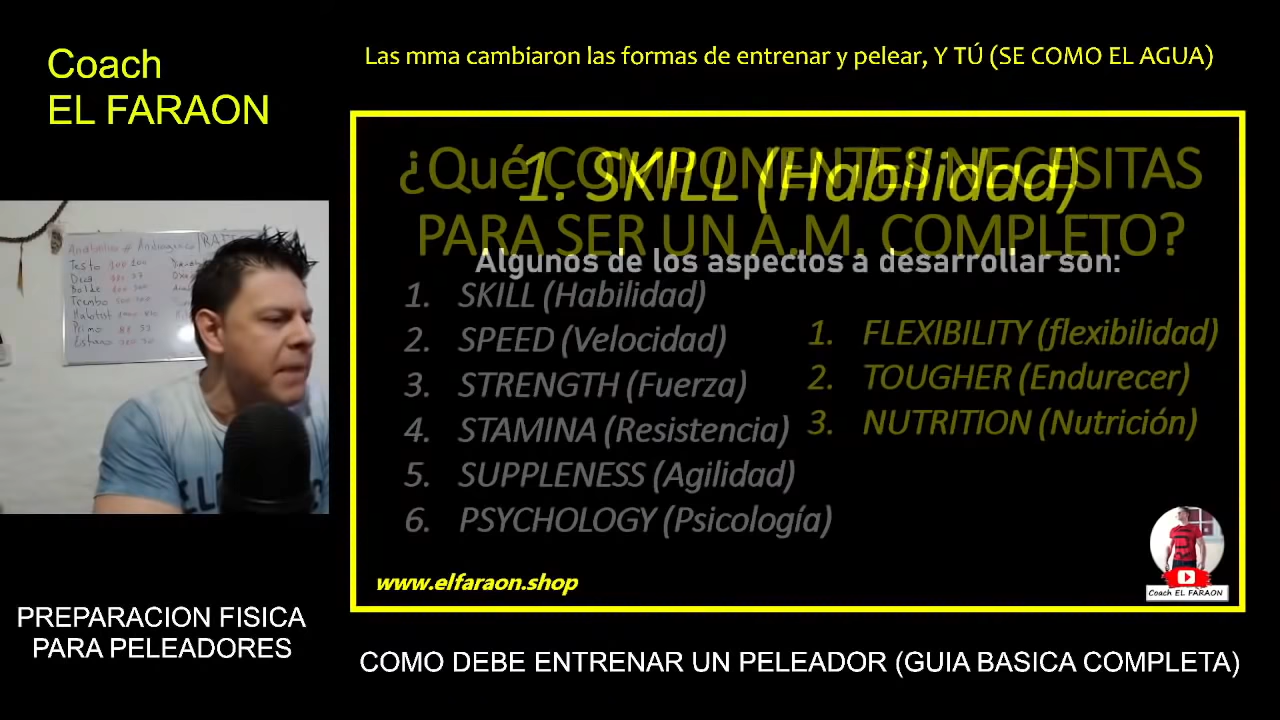 Coach
EL FARAON
Las mma cambiaron las formas de entrenar y pelear, Y TÚ (SE COMO EL AGUA)
¿Qué COMPONENTES NECESITAS
PARA SER UN A.M. COMPLETO?
1. SKILL (Habilidad)
Algunos de los aspectos a desarrollar son:
1. SKILL (Habilidad)
2. SPEED (Velocidad)
3. STRENGTH (Fuerza)
4. STAMINA (Resistencia)
5. SUPPLENESS (Agilidad)
6. PSYCHOLOGY (Psicología)
1. FLEXIBILITY (flexibilidad)
2. TOUGHER (Endurecer)
3. NUTRITION (Nutrición)
www.elfaraon.shop
Coach EL FARAON
PREPARACION FISICA
PARA PELEADORES
COMO DEBE ENTRENAR UN PELEADOR (GUIA BASICA COMPLETA)